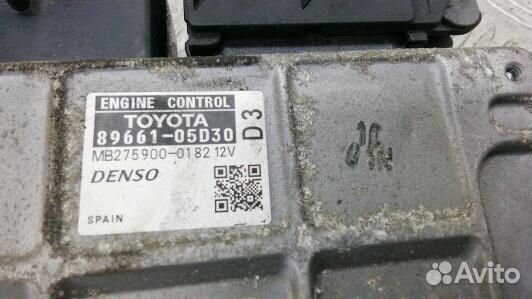 ENGINE CONTROL
TOYOTA
89661-05D30
D3
MB275900-0182 12V
DENSO
SPAIN
Avito